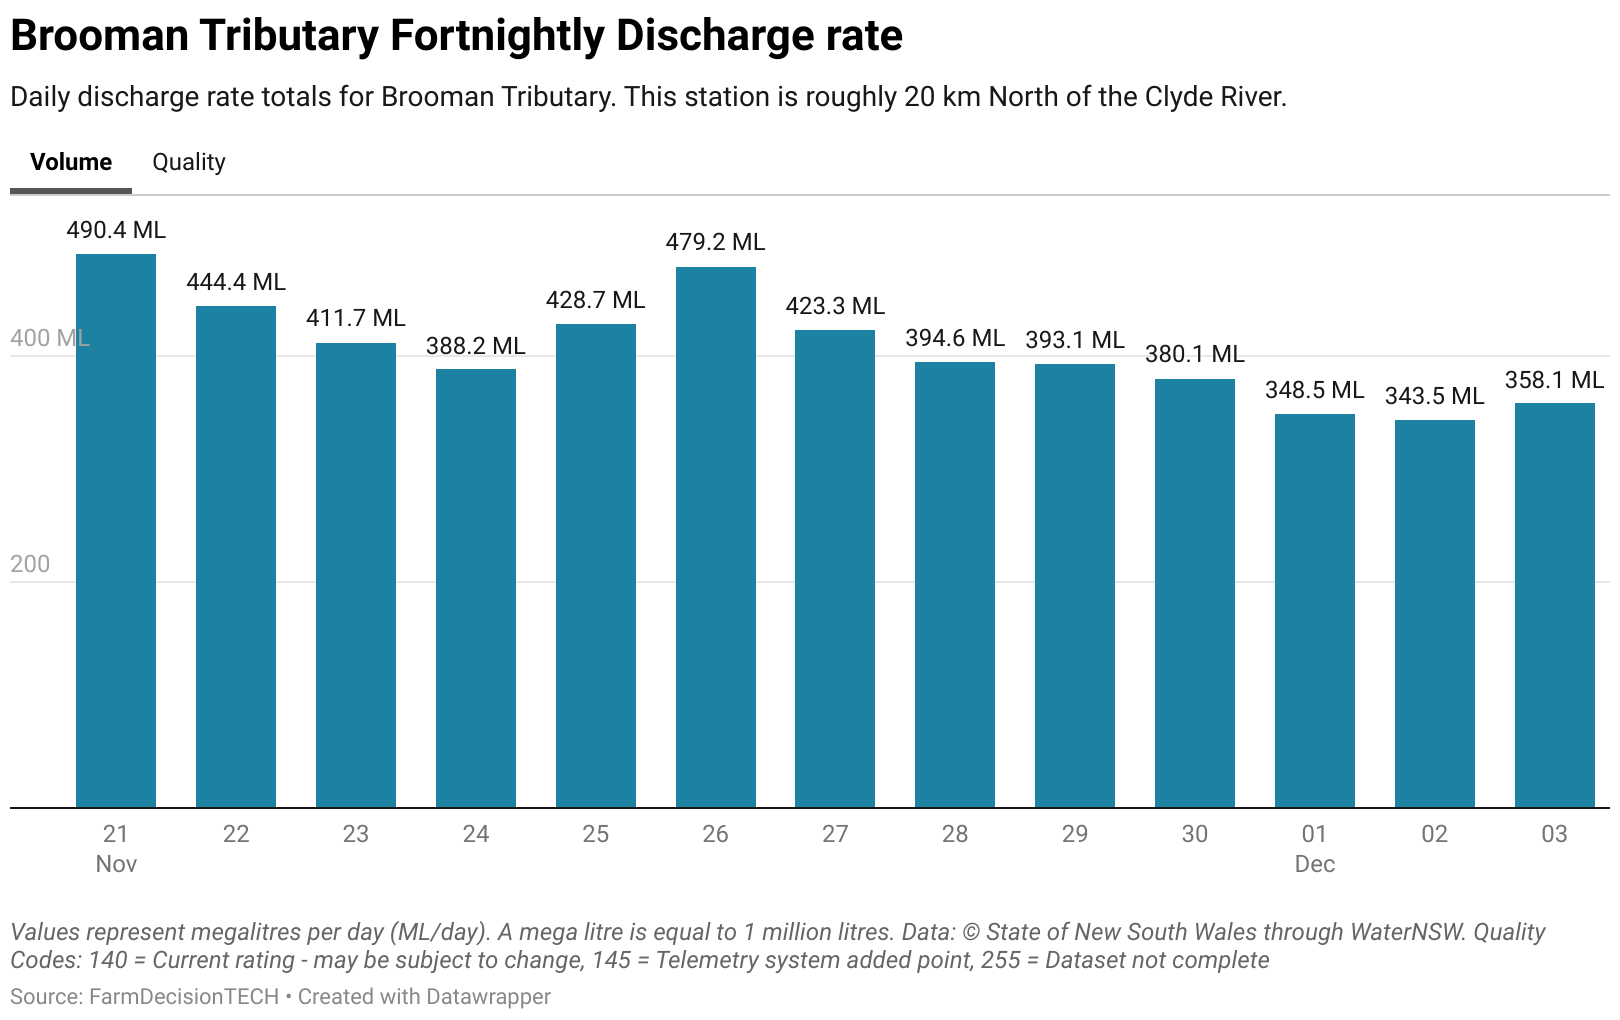 Brooman Tributary Fortnightly Discharge rate
Daily discharge rate totals for Brooman Tributary. This station is roughly 20 km North of the Clyde River.
Volume Quality
490.4 ML
444.4 ML
411.7 ML
388.2 ML
428.7 ML
479.2 ML
423.3 ML
394.6 ML
393.1 ML
380.1 ML
348.5 ML
343.5 ML
358.1 ML
400 ML
200
21 22 23 24 25 26 27 28 29 30 01 02 03
Nov Dec
Values represent megalitres per day (ML/day). A mega litre is equal to 1 million litres. Data: © State of New South Wales through WaterNSW. Quality
Codes: 140 = Current rating - may be subject to change, 145 = Telemetry system added point, 255 = Dataset not complete
Source: FarmDecisionTECH • Created with Datawrapper